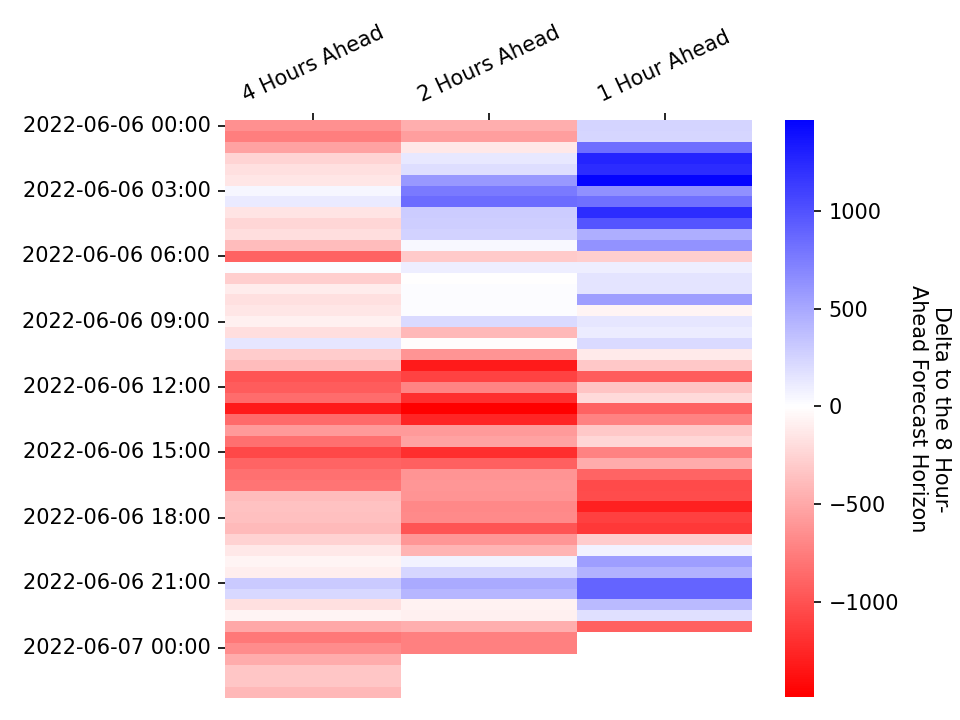 4 Hours Ahead
2 Hours Ahead
1 Hour Ahead
2022-06-06 00:00
2022-06-06 03:00
2022-06-06 06:00
2022-06-06 09:00
2022-06-06 12:00
2022-06-06 15:00
2022-06-06 18:00
2022-06-06 21:00
2022-06-07 00:00
1000
500
0
−500
−1000
Delta to the 8 Hour-
Ahead Forecast Horizon